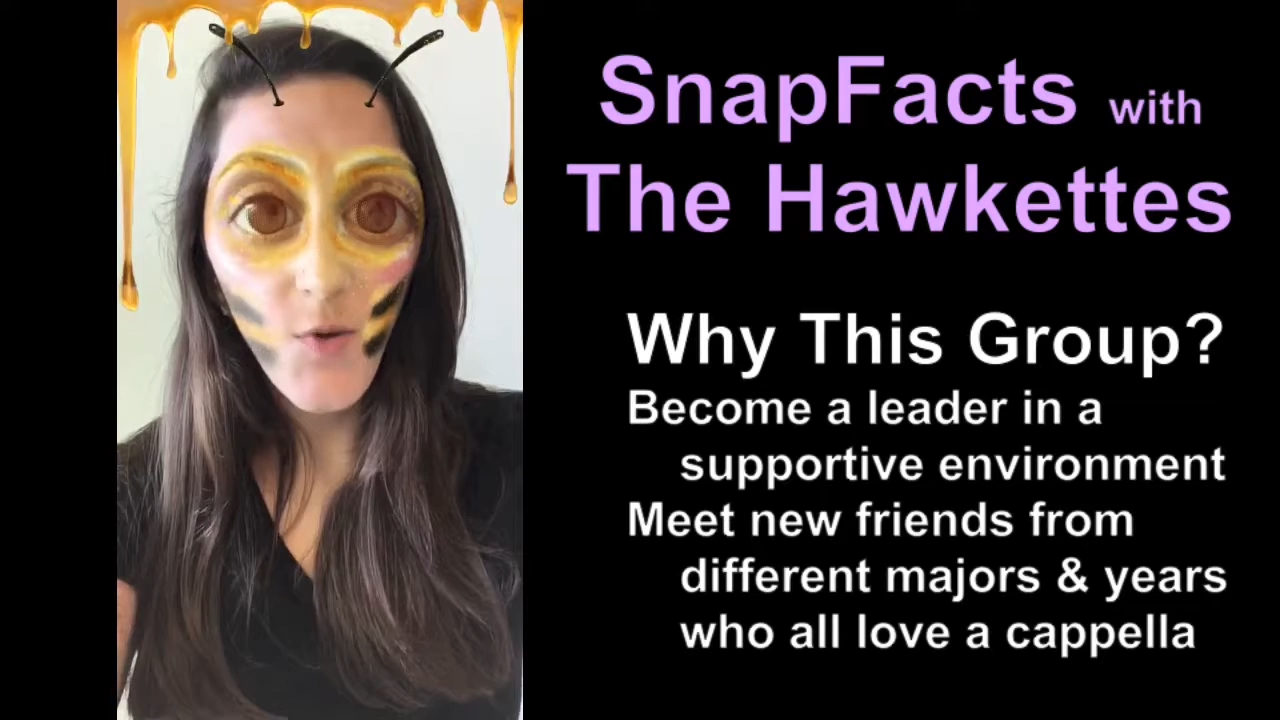 SnapFacts with
The Hawkettes
Why This Group?
Become a leader in a
supportive environment
Meet new friends from
different majors & years
who all love a cappella